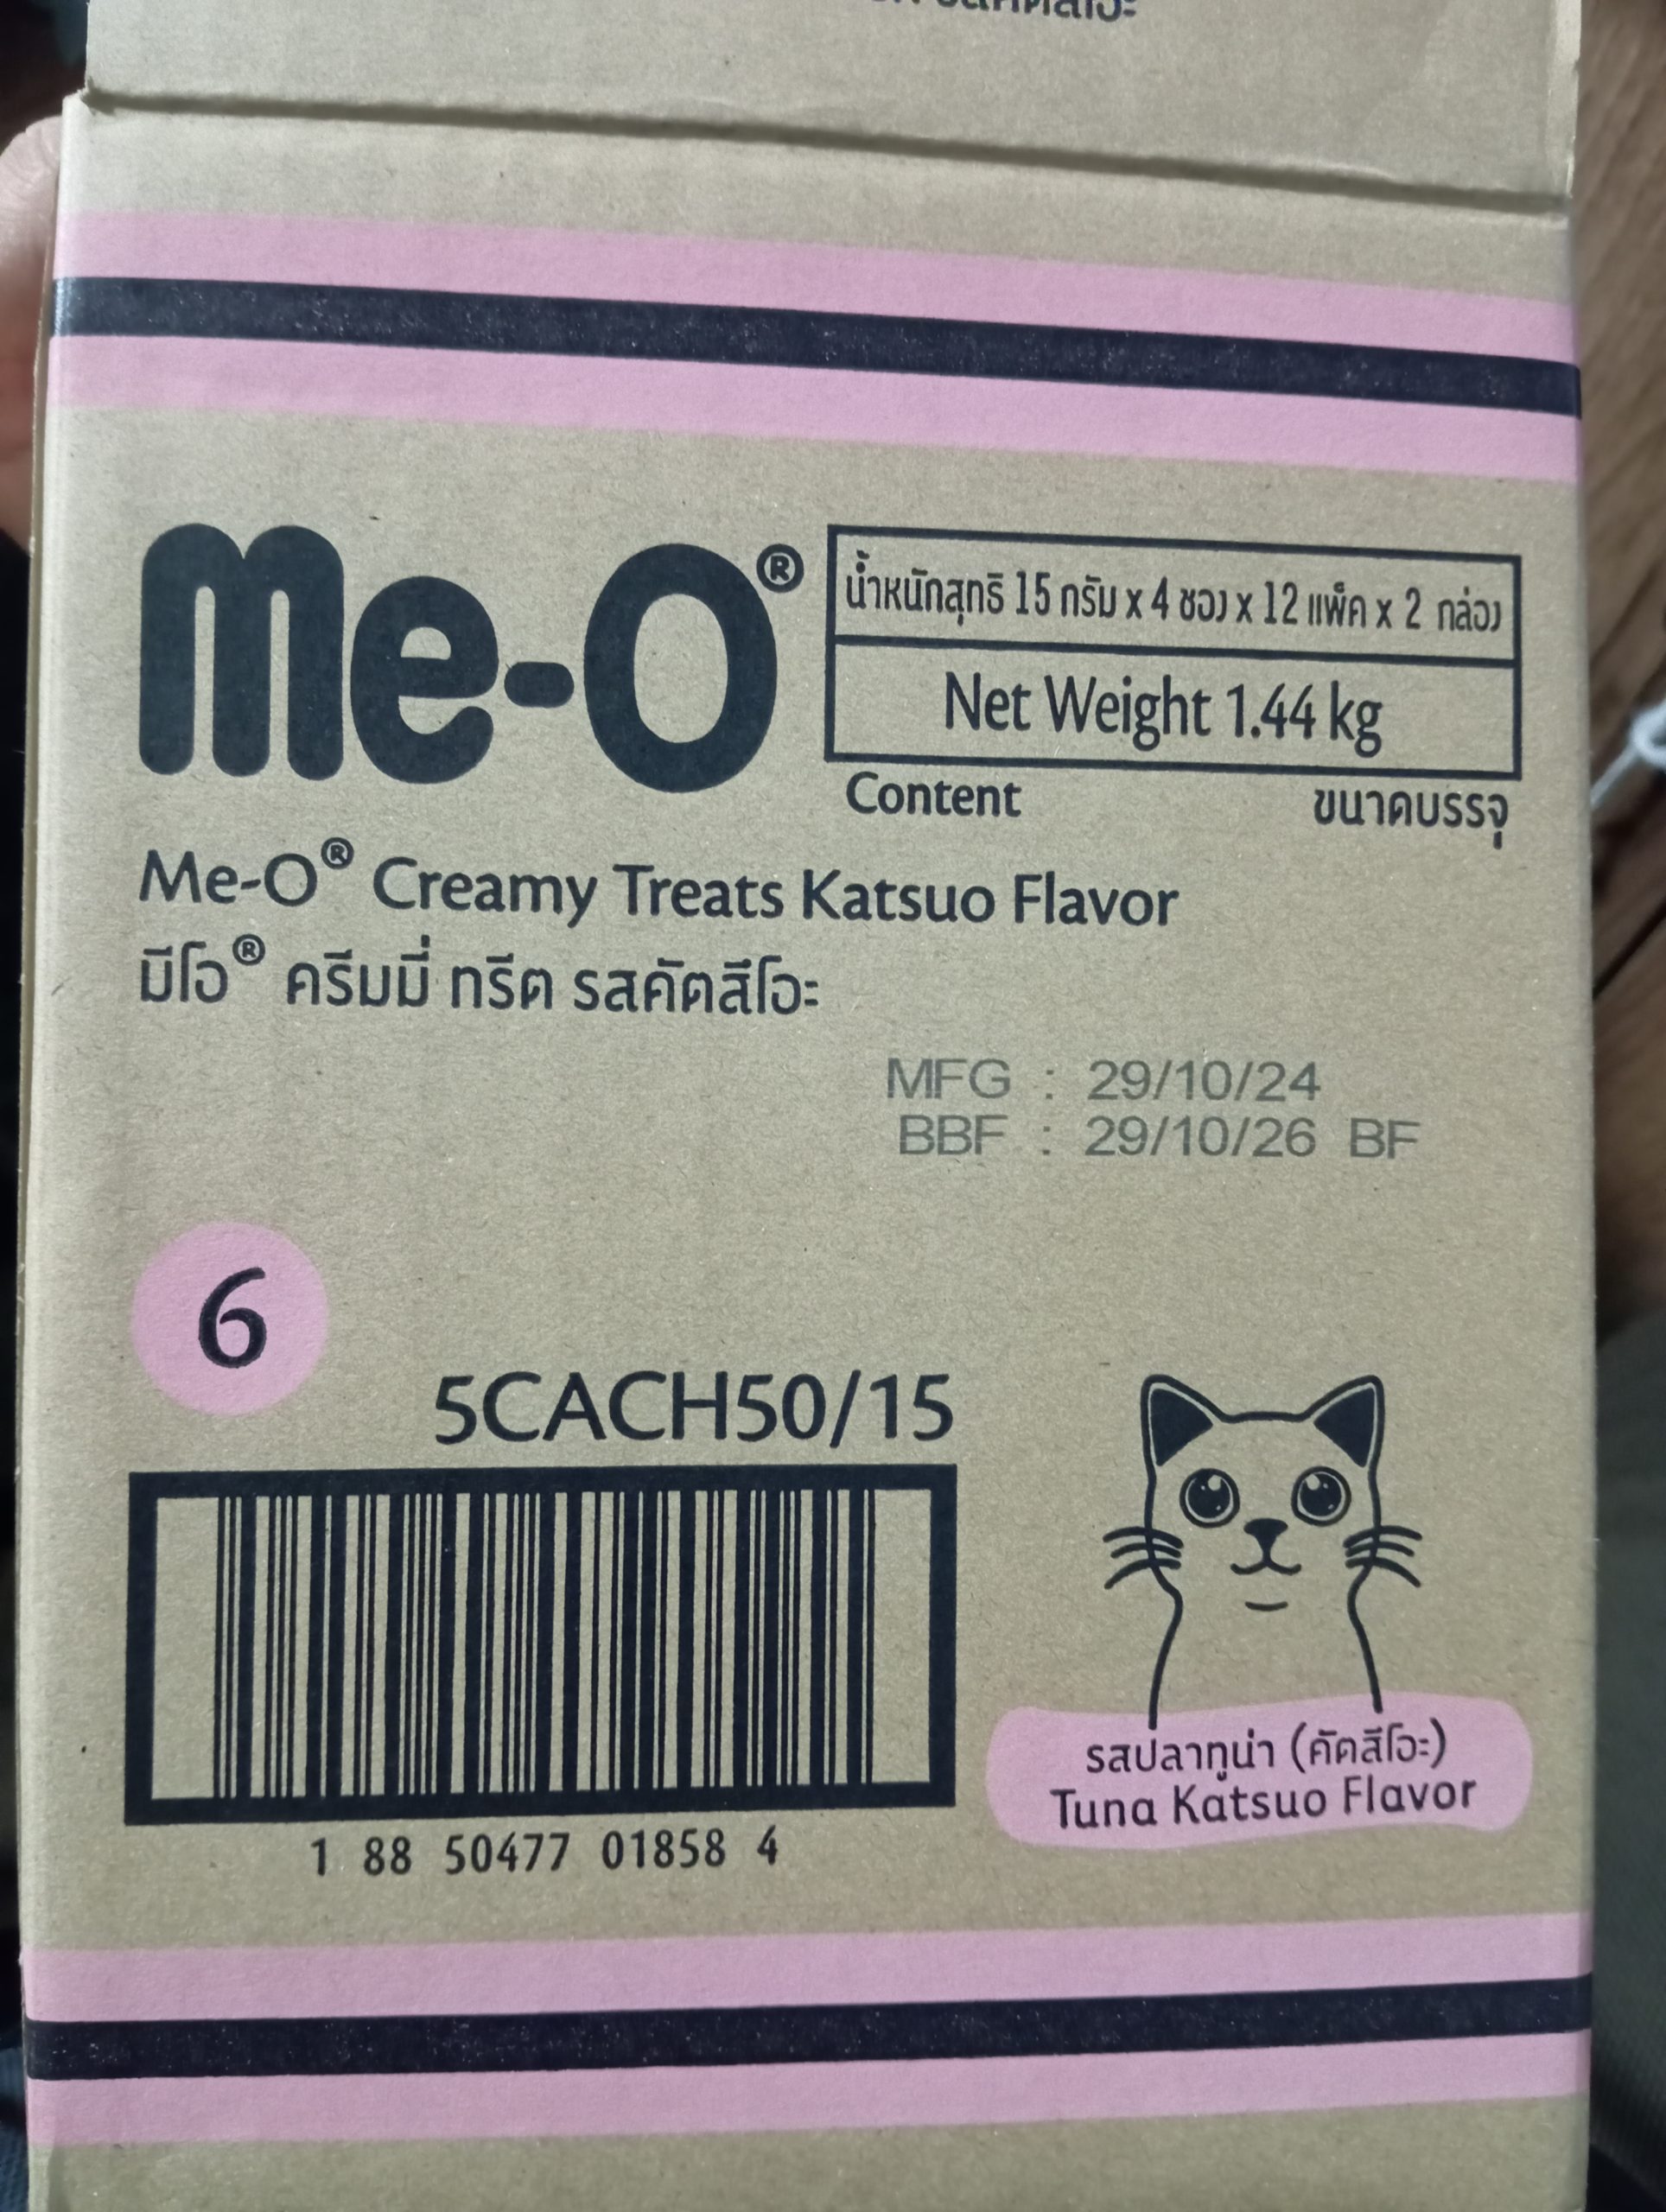 Me-O®
น้ำหนักสุทธิ 15 กรัม x 4 ซอง x 12 แพ็ค x 2 กล่อง
Net Weight 1.44 kg
Content ขนาดบรรจุ
Me-O® Creamy Treats Katsuo Flavor
มีโอ® ครีมมี่ ทรีต รสคัตสึโอะ
MFG : 29/10/24
BBF : 29/10/26 BF
6
5CACH50/15
1 88 50477 01858 4
รสปลาทูน่า (คัตสึโอะ)
Tuna Katsuo Flavor